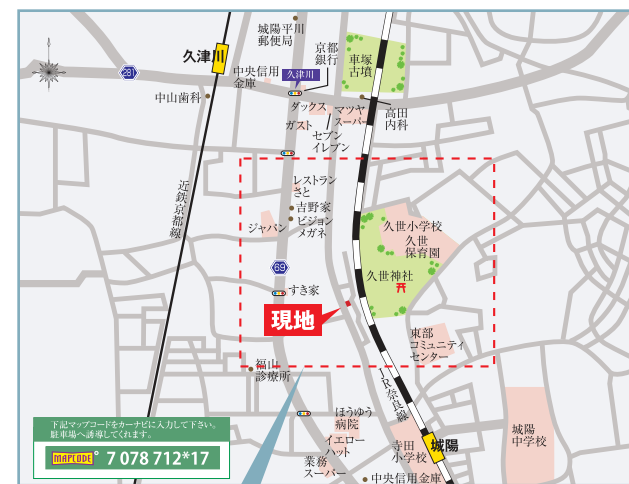 城陽平川
郵便局
京都
銀行
久津川
久津川
車塚
古墳
281
中央信用
金庫
中山歯科
ダックス
マツヤ
スーパー
高田
内科
ガスト
セブン
イレブン
近鉄京都線
レストラン
さと
吉野家
ビジョン
メガネ
ジャパン
久世小学校
久世
保育園
久世神社
69
すき家
現地
東部
コミュニティ
センター
福山
診療所
JR奈良線
ほうゆう
病院
イエロー
ハット
業務
スーパー
寺田
小学校
城陽
城陽
中学校
中央信用金庫
下記マップコードをカーナビに入力して下さい。
駐車場へ誘導してくれます。
MAPCODE 7 078 712*17